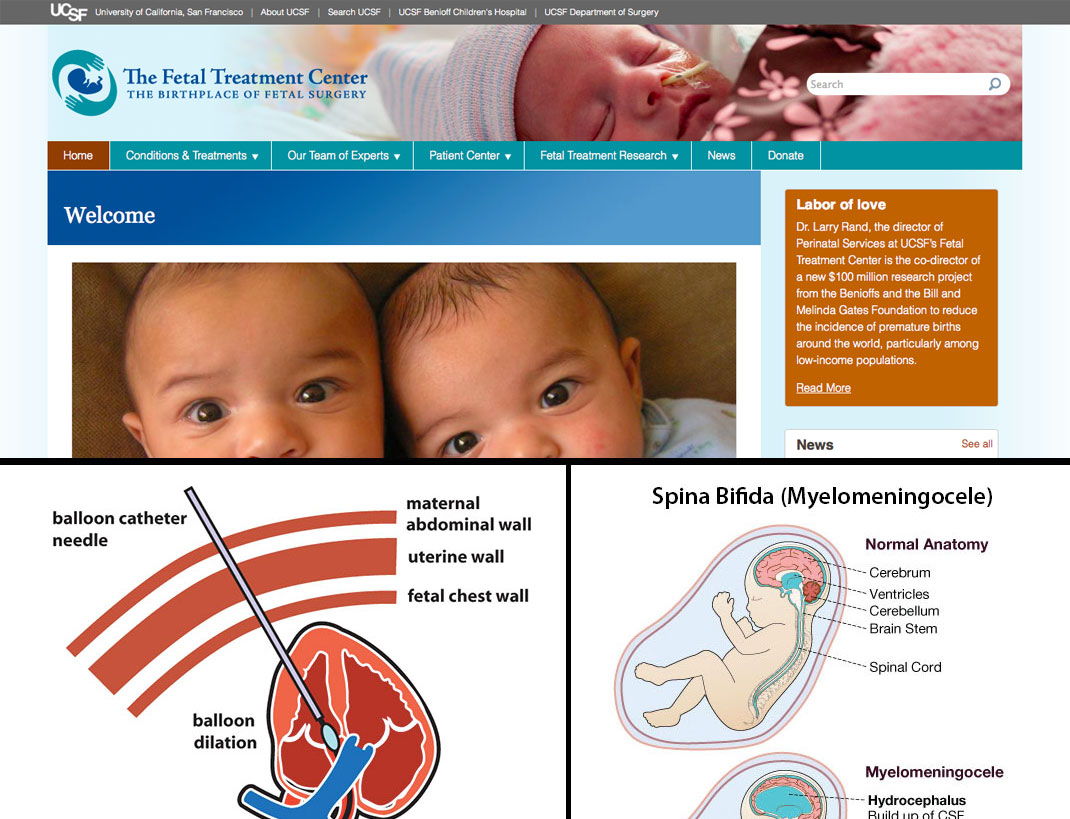 UCSF
University of California, San Francisco | About UCSF | Search UCSF | UCSF Benioff Children's Hospital | UCSF Department of Surgery
The Fetal Treatment Center
THE BIRTHPLACE OF FETAL SURGERY
Search
Home
Conditions & Treatments
Our Team of Experts
Patient Center
Fetal Treatment Research
News
Donate
Welcome
Labor of love
Dr. Larry Rand, the director of
Perinatal Services at UCSF's Fetal
Treatment Center is the co-director of
a new $100 million research project
from the Benioffs and the Bill and
Melinda Gates Foundation to reduce
the incidence of premature births
around the world, particularly among
low-income populations.
Read More
News
See all
balloon catheter
needle
maternal
abdominal wall
uterine wall
fetal chest wall
balloon
dilation
Spina Bifida (Myelomeningocele)
Normal Anatomy
Cerebrum
Ventricles
Cerebellum
Brain Stem
Spinal Cord
Myelomeningocele
Hydrocephalus
Build up of CSF